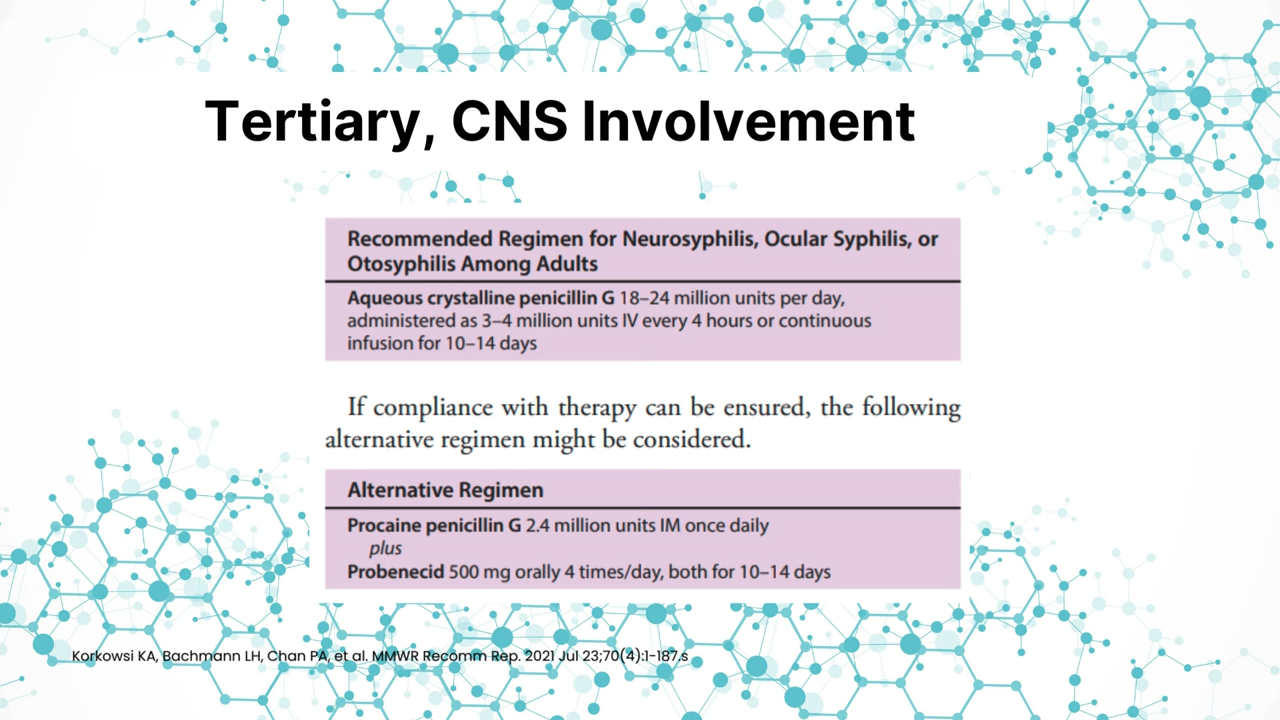 Tertiary, CNS Involvement
Recommended Regimen for Neurosyphilis, Ocular Syphilis, or
Otosyphilis Among Adults
Aqueous crystalline penicillin G 18–24 million units per day,
administered as 3–4 million units IV every 4 hours or continuous
infusion for 10–14 days
If compliance with therapy can be ensured, the following
alternative regimen might be considered.
Alternative Regimen
Procaine penicillin G 2.4 million units IM once daily
plus
Probenecid 500 mg orally 4 times/day, both for 10–14 days
Korkowsi KA, Bachmann LH, Chan PA, et al. MMWR Recomm Rep. 2021 Jul 23;70(4):1-187.s